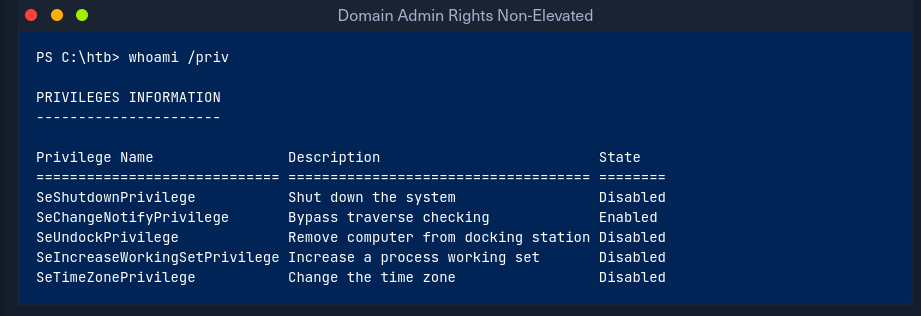 Domain Admin Rights Non-Elevated
PS C:\htb> whoami /priv
PRIVILEGES INFORMATION
----------------------
Privilege Name                Description                          State
============================= ==================================== ========
SeShutdownPrivilege           Shut down the system                 Disabled
SeChangeNotifyPrivilege       Bypass traverse checking             Enabled
SeUndockPrivilege             Remove computer from docking station Disabled
SeIncreaseWorkingSetPrivilege Increase a process working set       Disabled
SeTimeZonePrivilege           Change the time zone                 Disabled